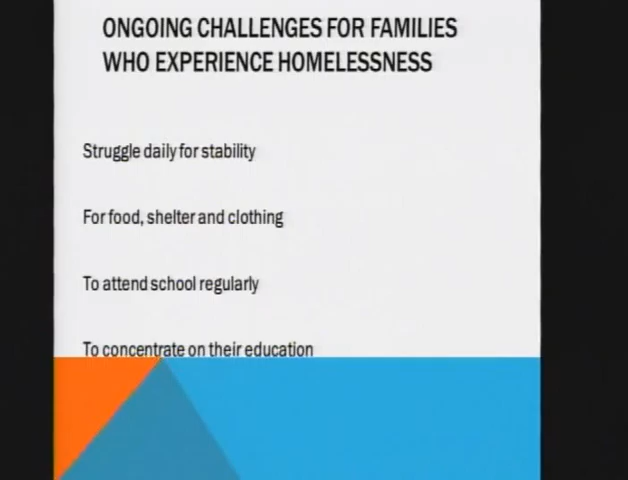 ONGOING CHALLENGES FOR FAMILIES
WHO EXPERIENCE HOMELESSNESS
Struggle daily for stability
For food, shelter and clothing
To attend school regularly
To concentrate on their education